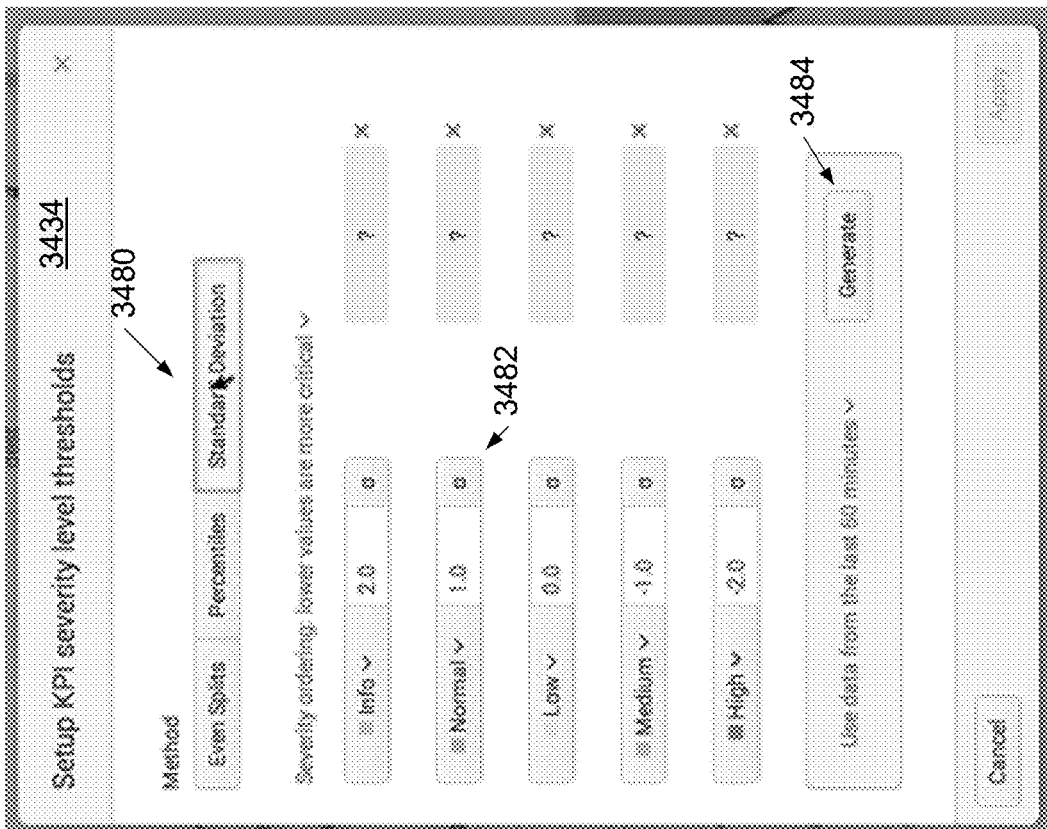 Setup KPI severity level thresholds 3434 ×
3480
Method
Even Splits Percentiles Standard Deviation
Severity ordering: lower values are more critical
Info 2.0 σ ? ×
Normal 1.0 σ ? ×
3482
Low 0.0 σ ? ×
Medium -1.0 σ ? ×
High -2.0 σ ? ×
3484
Use data from the last 60 minutes Generate
Cancel